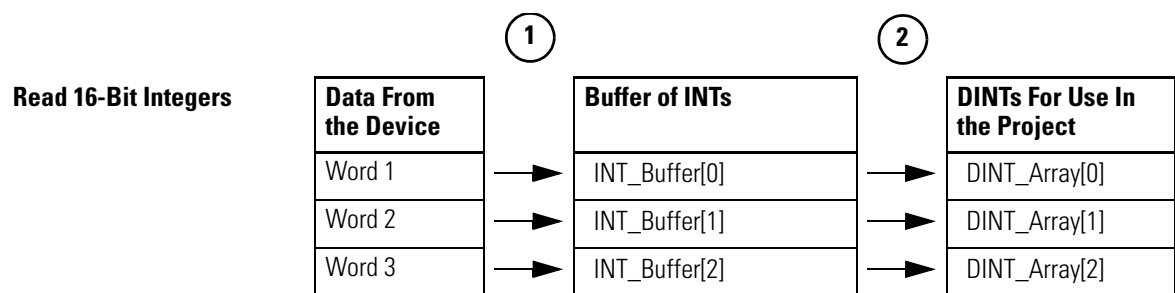 1
2
Read 16-Bit Integers
Data From
the Device
Buffer of INTs
DINTs For Use In
the Project
Word 1
INT_Buffer[0]
DINT_Array[0]
Word 2
INT_Buffer[1]
DINT_Array[1]
Word 3
INT_Buffer[2]
DINT_Array[2]